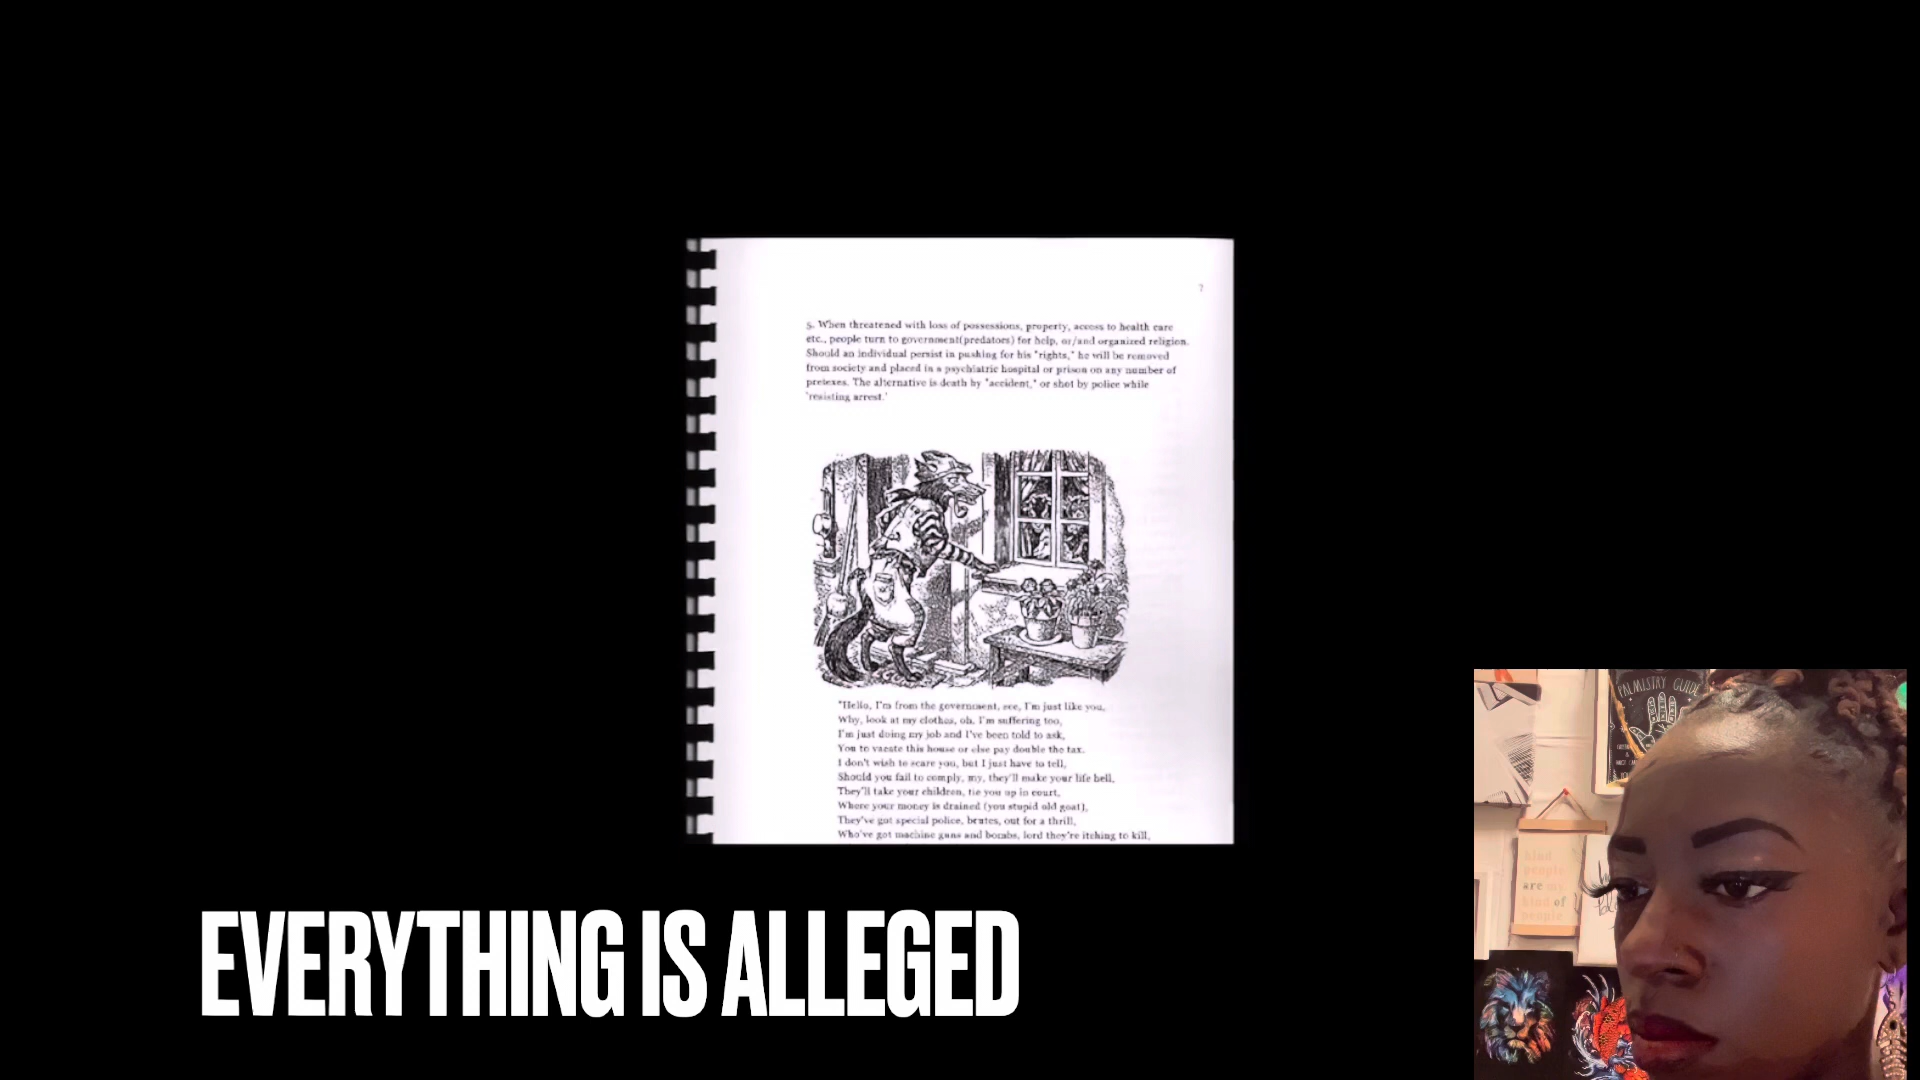 7
5. When threatened with loss of possessions, property, access to health care
etc., people turn to government(predators) for help, or/and organized religion.
Should an individual persist in pushing for his "rights," he will be removed
from society and placed in a psychiatric hospital or prison on any number of
pretexes. The alternative is death by "accident," or shot by police while
'resisting arrest.'
"Hello, I'm from the government, see, I'm just like you,
Why, look at my clothes, oh, I'm suffering too,
I'm just doing my job and I've been told to ask,
You to vacate this house or else pay double the tax.
I don't wish to scare you, but I just have to tell,
Should you fail to comply, my, they'll make your life hell,
They'll take your children, tie you up in court,
Where your money is drained (you stupid old goat),
They've got special police, brutes, out for a thrill,
Who've got machine guns and bombs, lord they're itching to kill,
EVERYTHING IS ALLEGED
PALMISTRY GUIDE
kind
people
are my
kind of
people